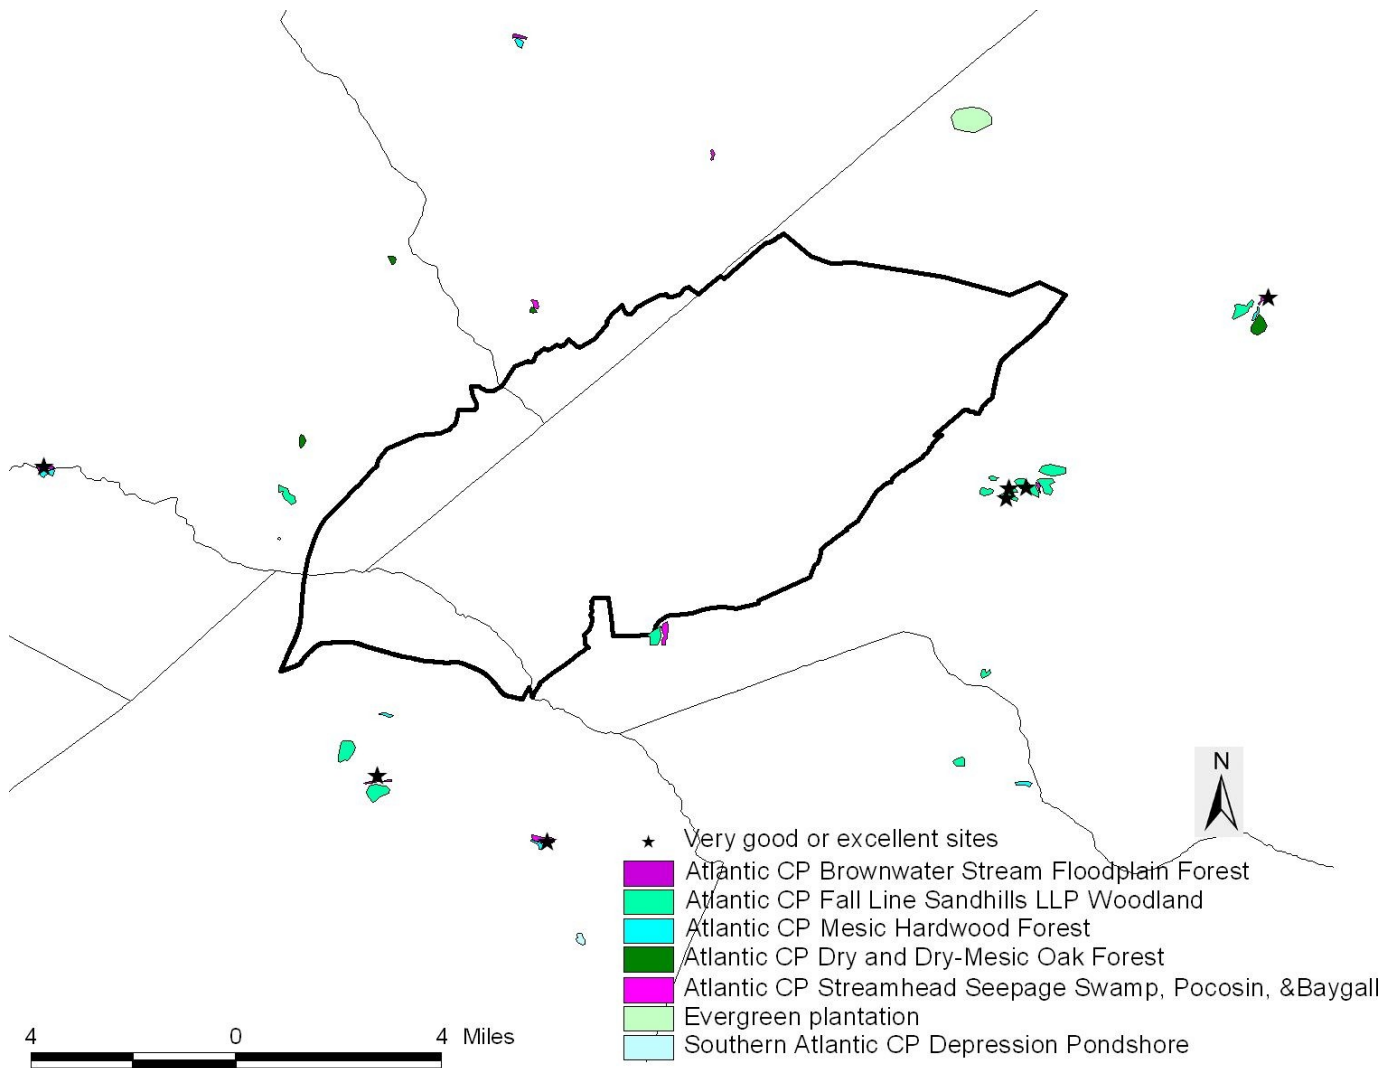 N
Very good or excellent sites
Atlantic CP Brownwater Stream Floodplain Forest
Atlantic CP Fall Line Sandhills LLP Woodland
Atlantic CP Mesic Hardwood Forest
Atlantic CP Dry and Dry-Mesic Oak Forest
Atlantic CP Streamhead Seepage Swamp, Pocosin, &Baygall
Evergreen plantation
Southern Atlantic CP Depression Pondshore
4 0 4 Miles